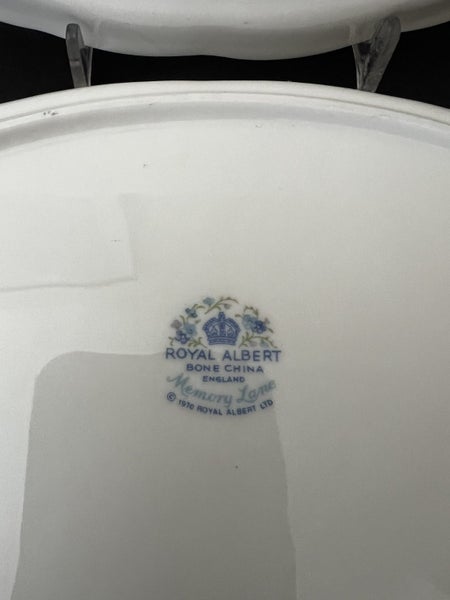 ROYAL ALBERT
BONE CHINA
ENGLAND
Memory Lane
© 1970 ROYAL ALBERT LTD